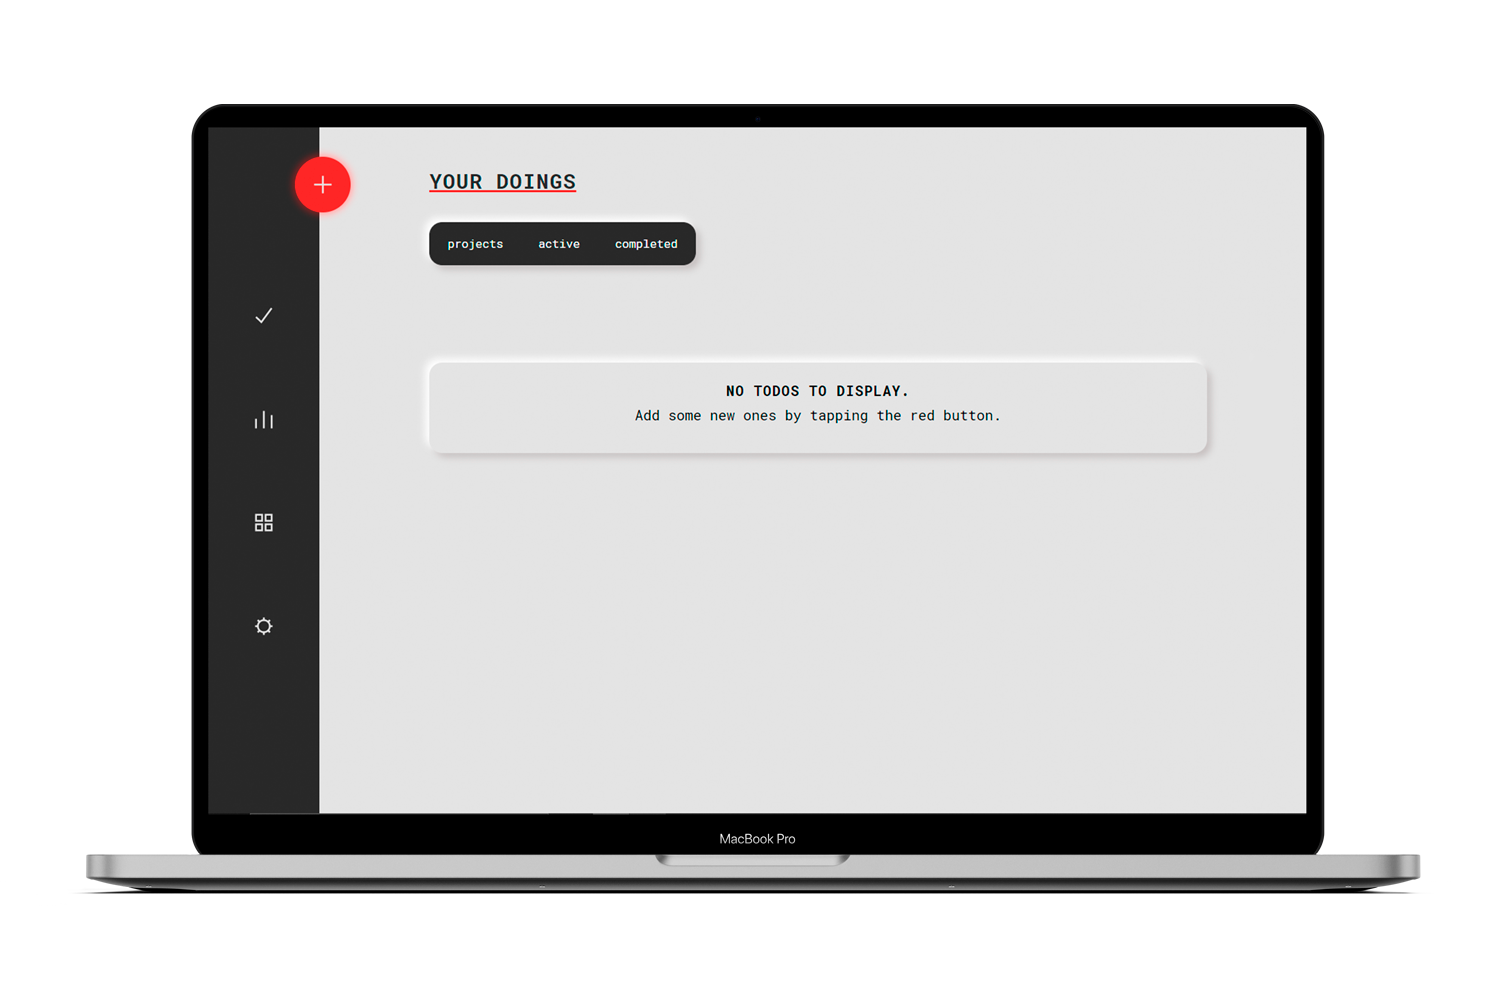 YOUR DOINGS
projects active completed
NO TODOS TO DISPLAY.
Add some new ones by tapping the red button.
MacBook Pro